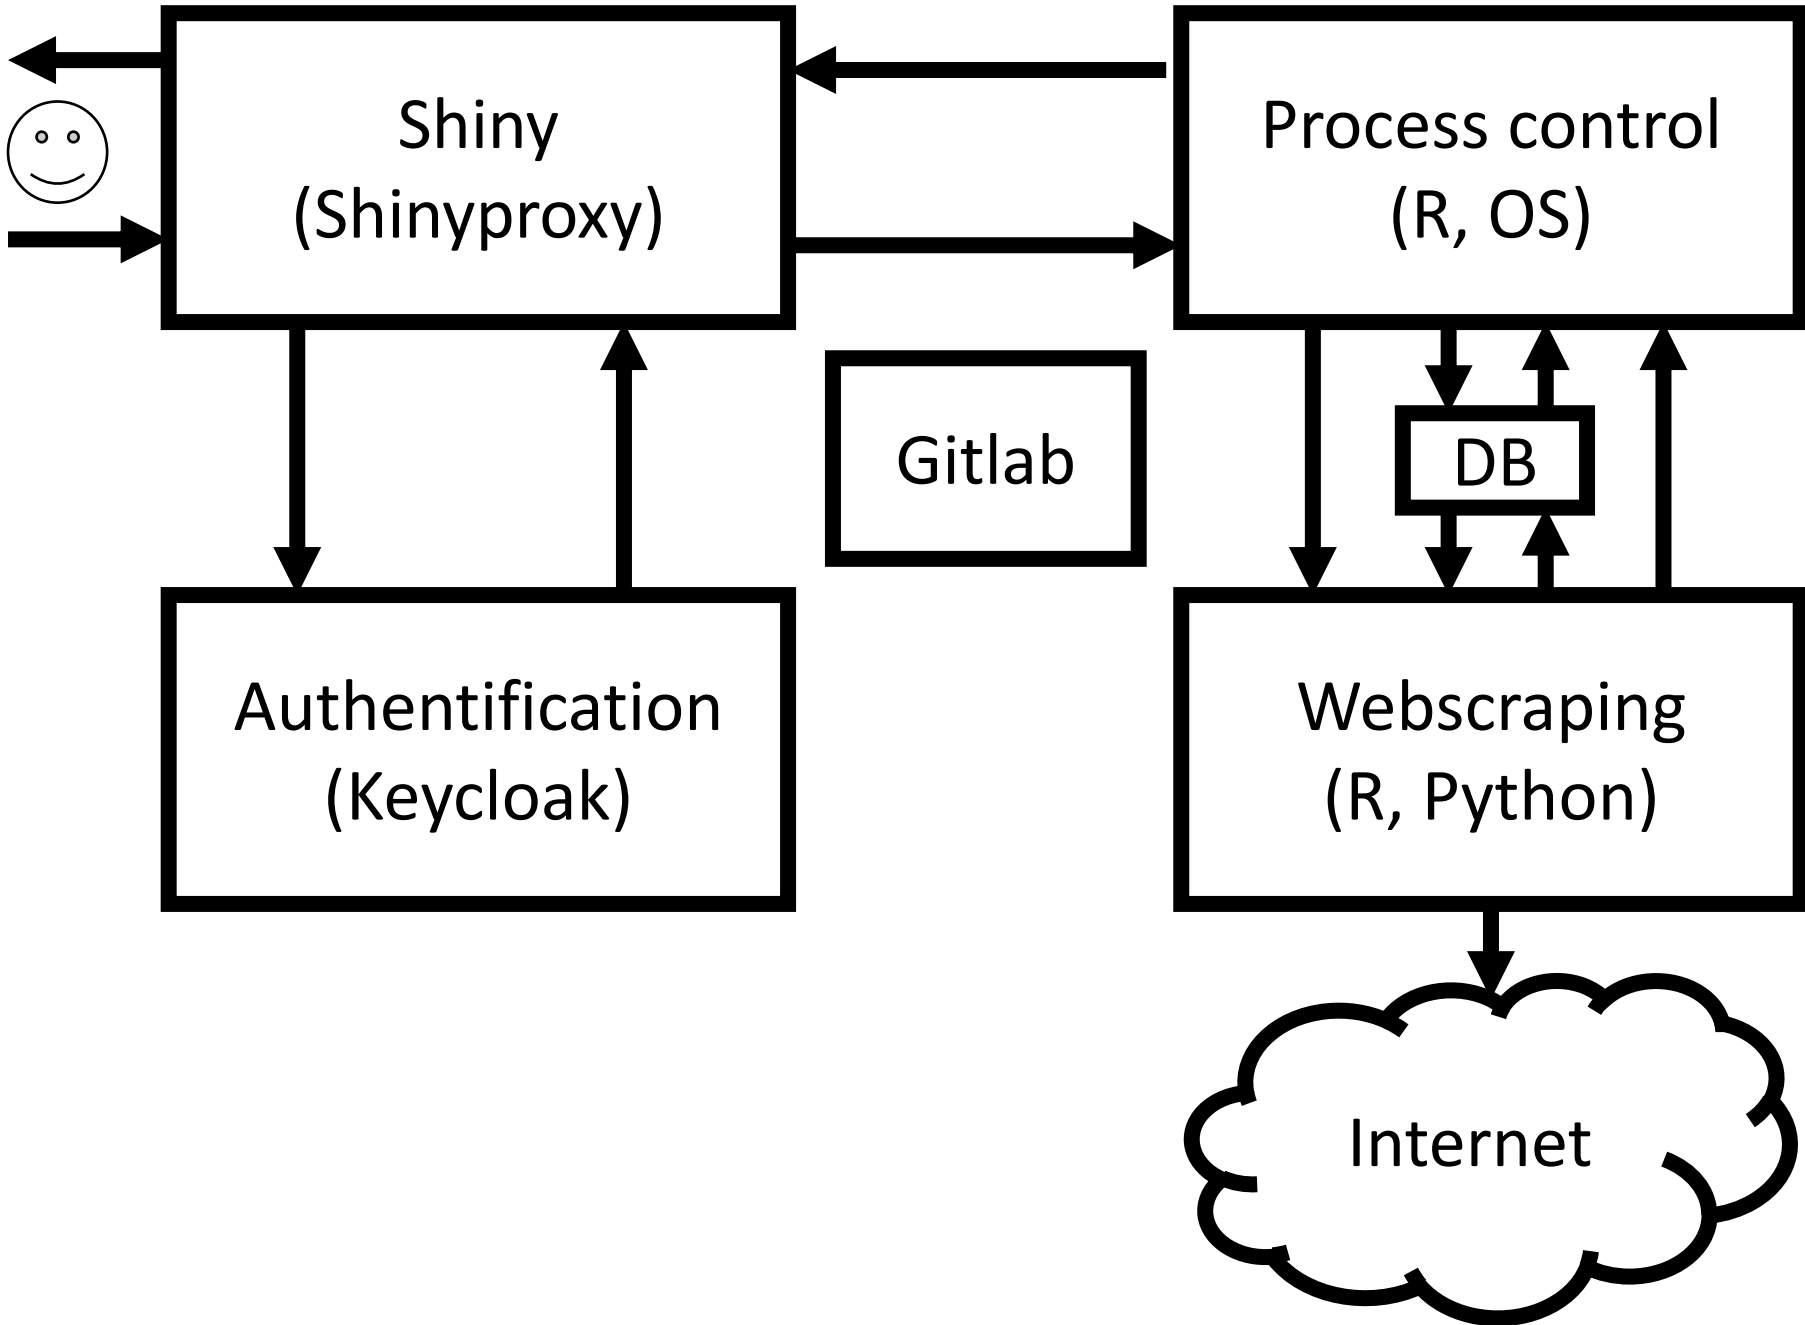 Shiny
(Shinyproxy)
Process control
(R, OS)
Gitlab
DB
Authentification
(Keycloak)
Webscraping
(R, Python)
Internet